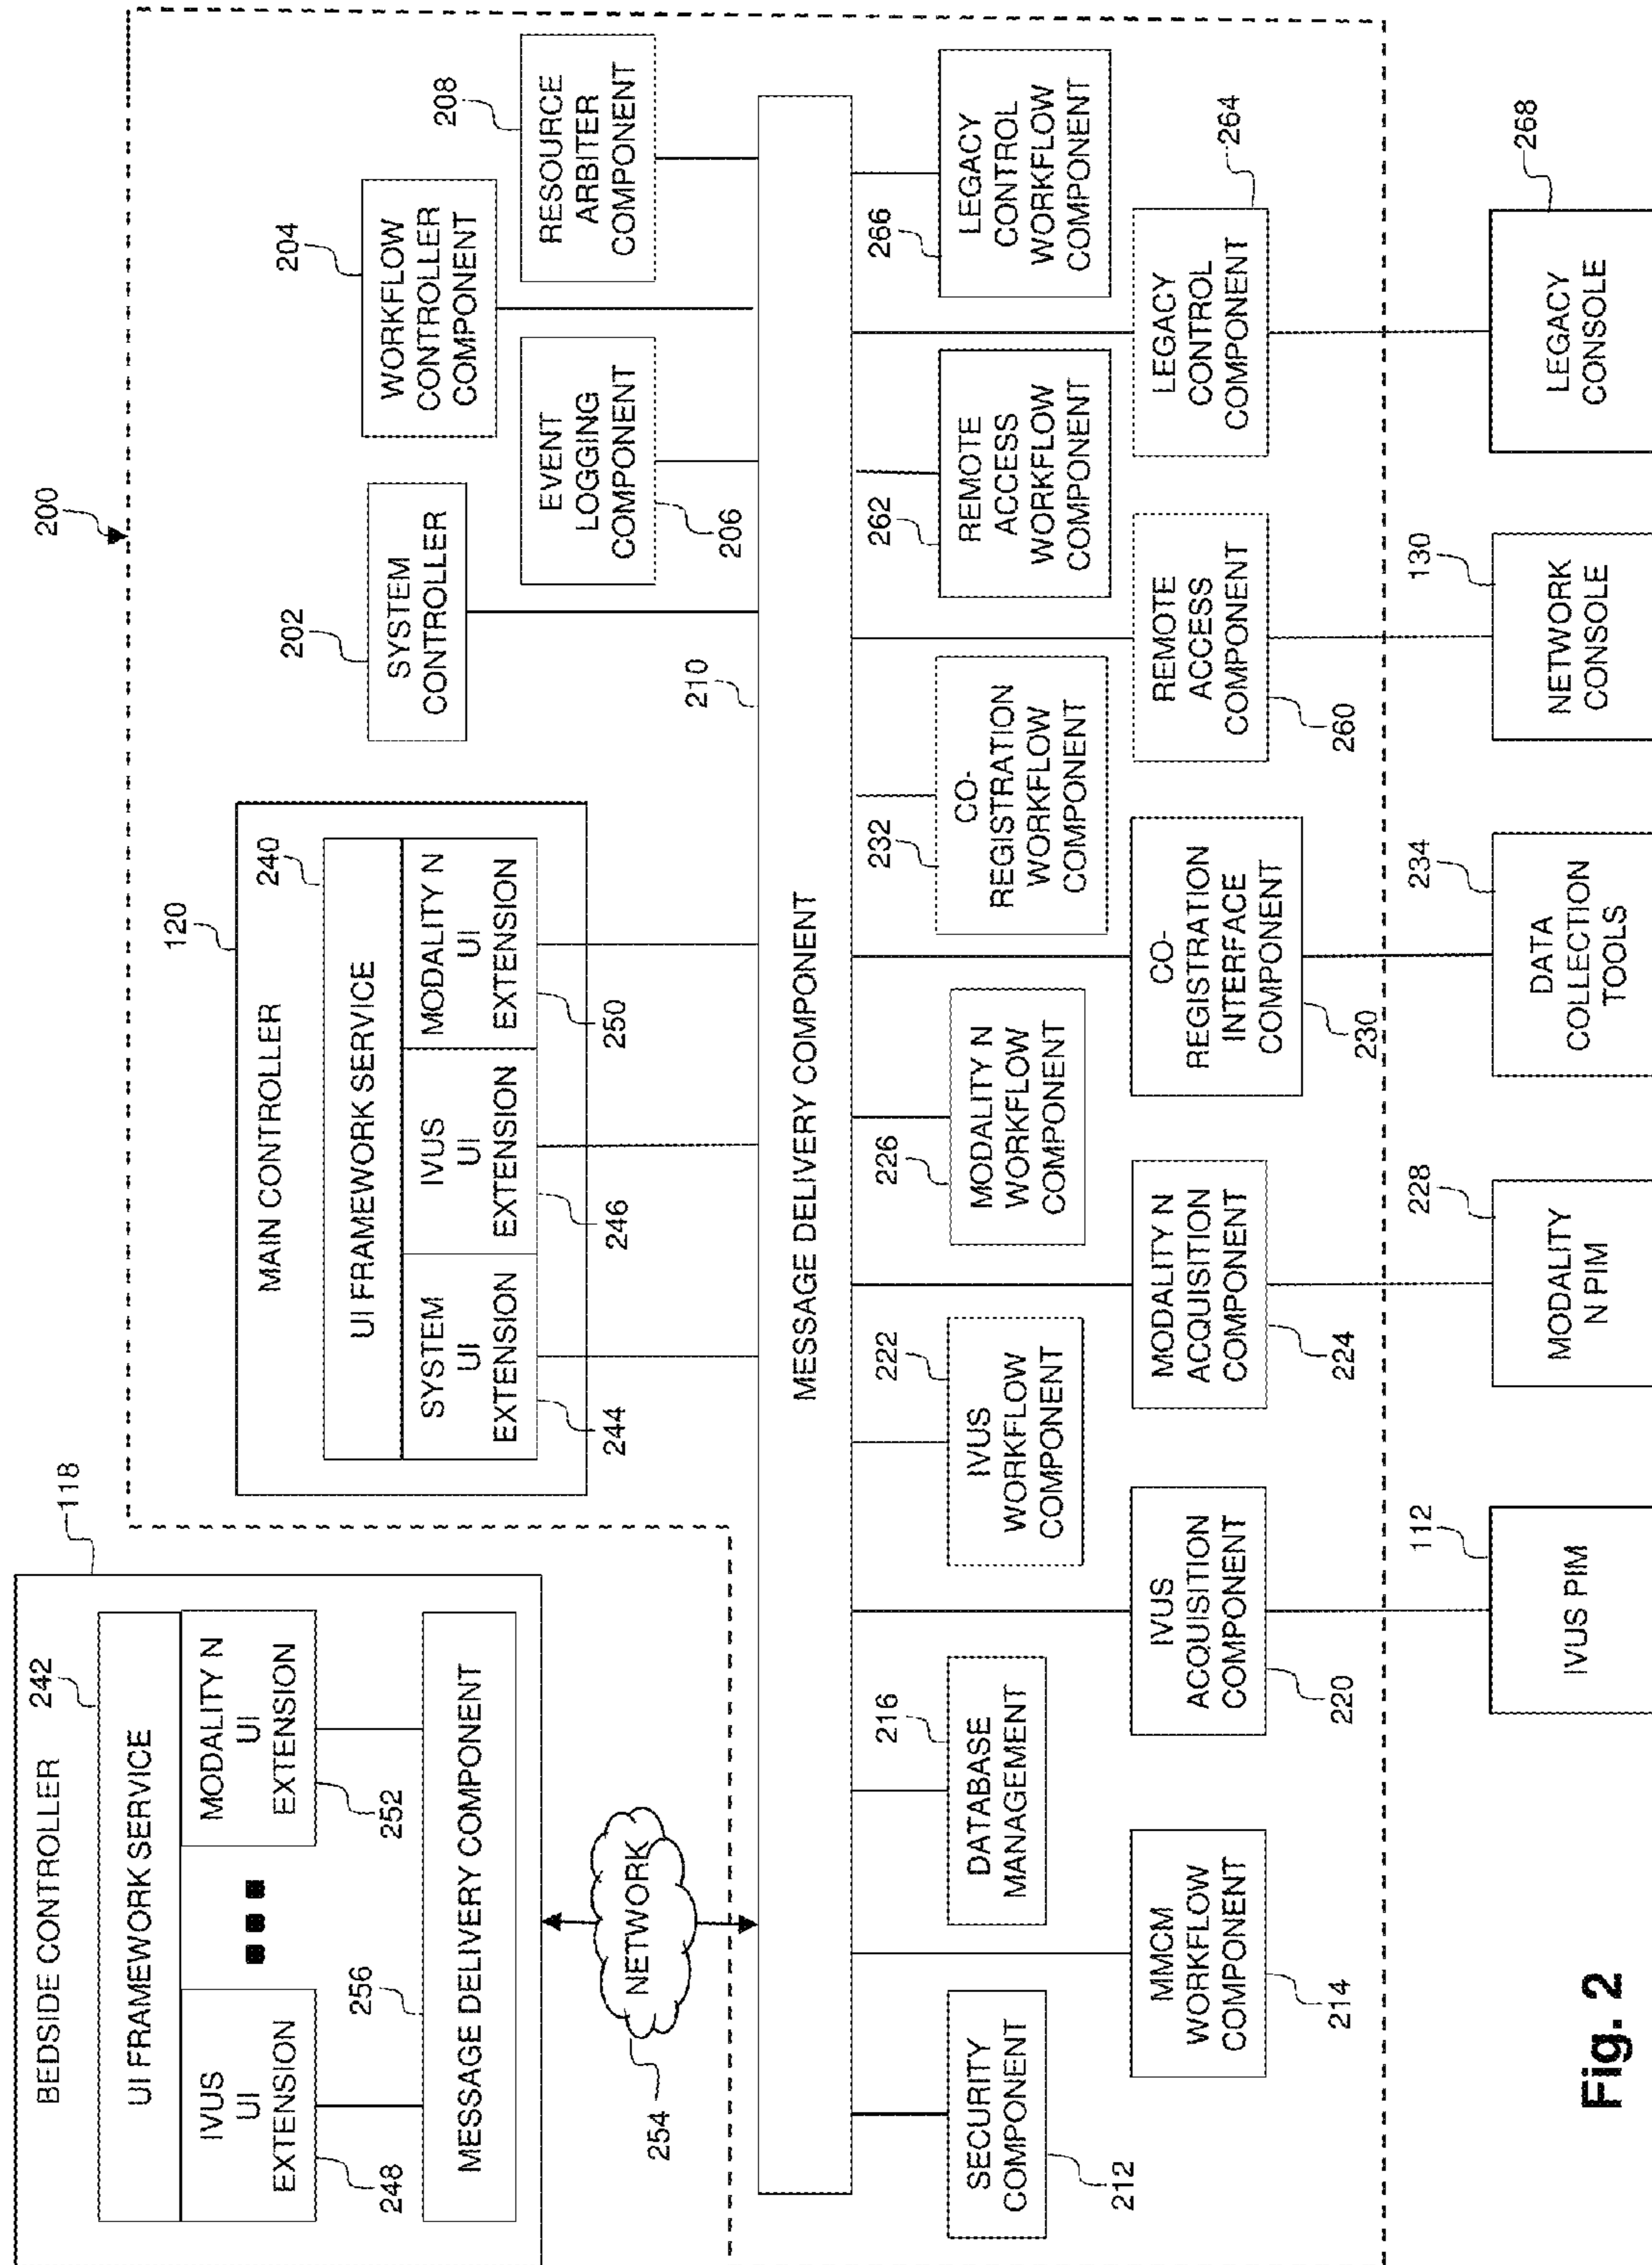 BEDSIDE CONTROLLER
242
118
UI FRAMEWORK SERVICE
IVUS
UI
EXTENSION
248
MODALITY N
UI
EXTENSION
252
256
MESSAGE DELIVERY COMPONENT
NETWORK
254
200
120
MAIN CONTROLLER
240
UI FRAMEWORK SERVICE
SYSTEM
UI
EXTENSION
244
IVUS
UI
EXTENSION
246
MODALITY N
UI
EXTENSION
250
202
SYSTEM
CONTROLLER
204
WORKFLOW
CONTROLLER
COMPONENT
EVENT
LOGGING
COMPONENT
206
208
RESOURCE
ARBITER
COMPONENT
210
MESSAGE DELIVERY COMPONENT
SECURITY
COMPONENT
212
MMCM
WORKFLOW
COMPONENT
214
216
DATABASE
MANAGEMENT
IVUS
ACQUISITION
COMPONENT
220
222
IVUS
WORKFLOW
COMPONENT
MODALITY N
ACQUISITION
COMPONENT
224
226
MODALITY N
WORKFLOW
COMPONENT
CO-
REGISTRATION
INTERFACE
COMPONENT
230
232
CO-
REGISTRATION
WORKFLOW
COMPONENT
REMOTE
ACCESS
COMPONENT
260
262
REMOTE
ACCESS
WORKFLOW
COMPONENT
LEGACY
CONTROL
COMPONENT
264
266
LEGACY
CONTROL
WORKFLOW
COMPONENT
112
IVUS PIM
228
MODALITY
N PIM
234
DATA
COLLECTION
TOOLS
130
NETWORK
CONSOLE
268
LEGACY
CONSOLE
Fig. 2